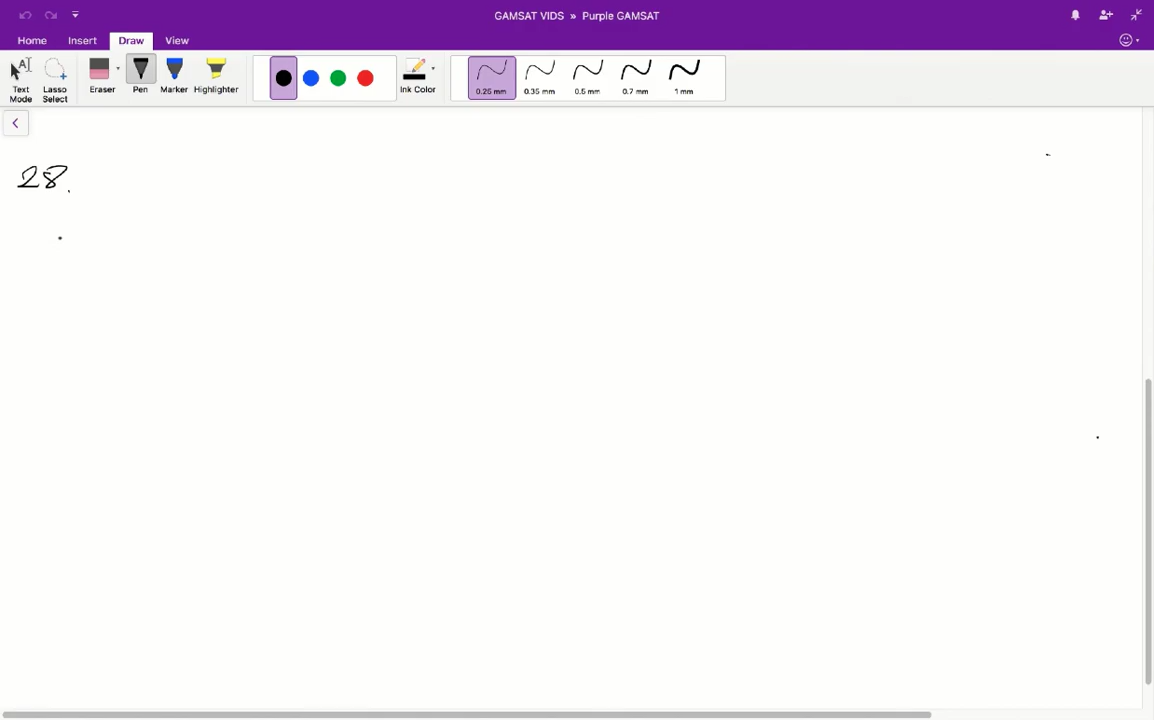 GAMSAT VIDS » Purple GAMSAT
Home Insert Draw View
Text Mode
Lasso Select
Eraser
Pen
Marker
Highlighter
Ink Color
0.25 mm
0.35 mm
0.5 mm
0.7 mm
1 mm
28.